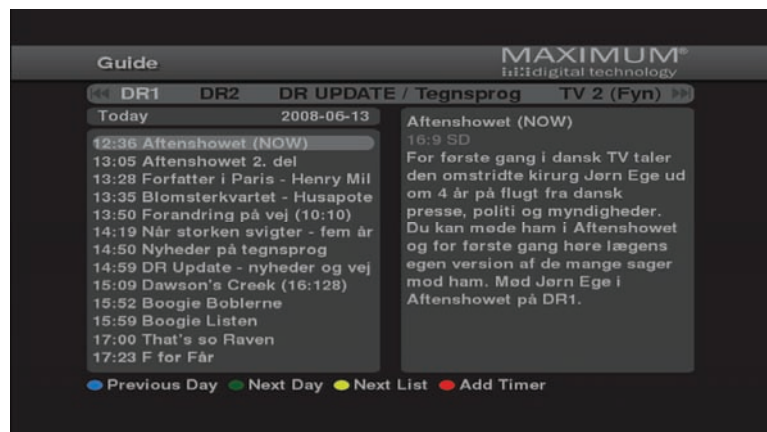 Guide
MAXIMUM®
digital technology
DR1 DR2 DR UPDATE / Tegnsprog TV 2 (Fyn)
Today 2008-06-13
12:36 Aftenshowet (NOW)
13:05 Aftenshowet 2. del
13:28 Forfatter i Paris - Henry Mil
13:35 Blomsterkvartet - Husapote
13:50 Forandring på vej (10:10)
14:19 Når storken svigter - fem år
14:50 Nyheder på tegnsprog
14:59 DR Update - nyheder og vej
15:09 Dawson's Creek (16:128)
15:52 Boogie Boblerne
15:59 Boogie Listen
17:00 That's so Raven
17:23 F for Får
Aftenshowet (NOW)
16:9 SD
For første gang i dansk TV taler
den omstridte kirurg Jørn Ege ud
om 4 år på flugt fra dansk
presse, politi og myndigheder.
Du kan møde ham i Aftenshowet
og for første gang høre lægens
egen version af de mange sager
mod ham. Mød Jørn Ege i
Aftenshowet på DR1.
Previous Day Next Day Next List Add Timer